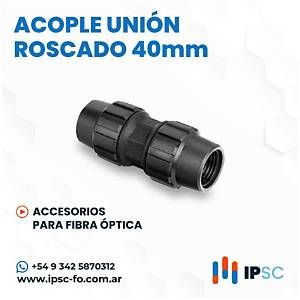 ACOPLE UNIÓN
ROSCADO 40mm
ACCESORIOS
PARA FIBRA ÓPTICA
+54 9 342 5870312
www.ipsc-fo.com.ar
IPSC